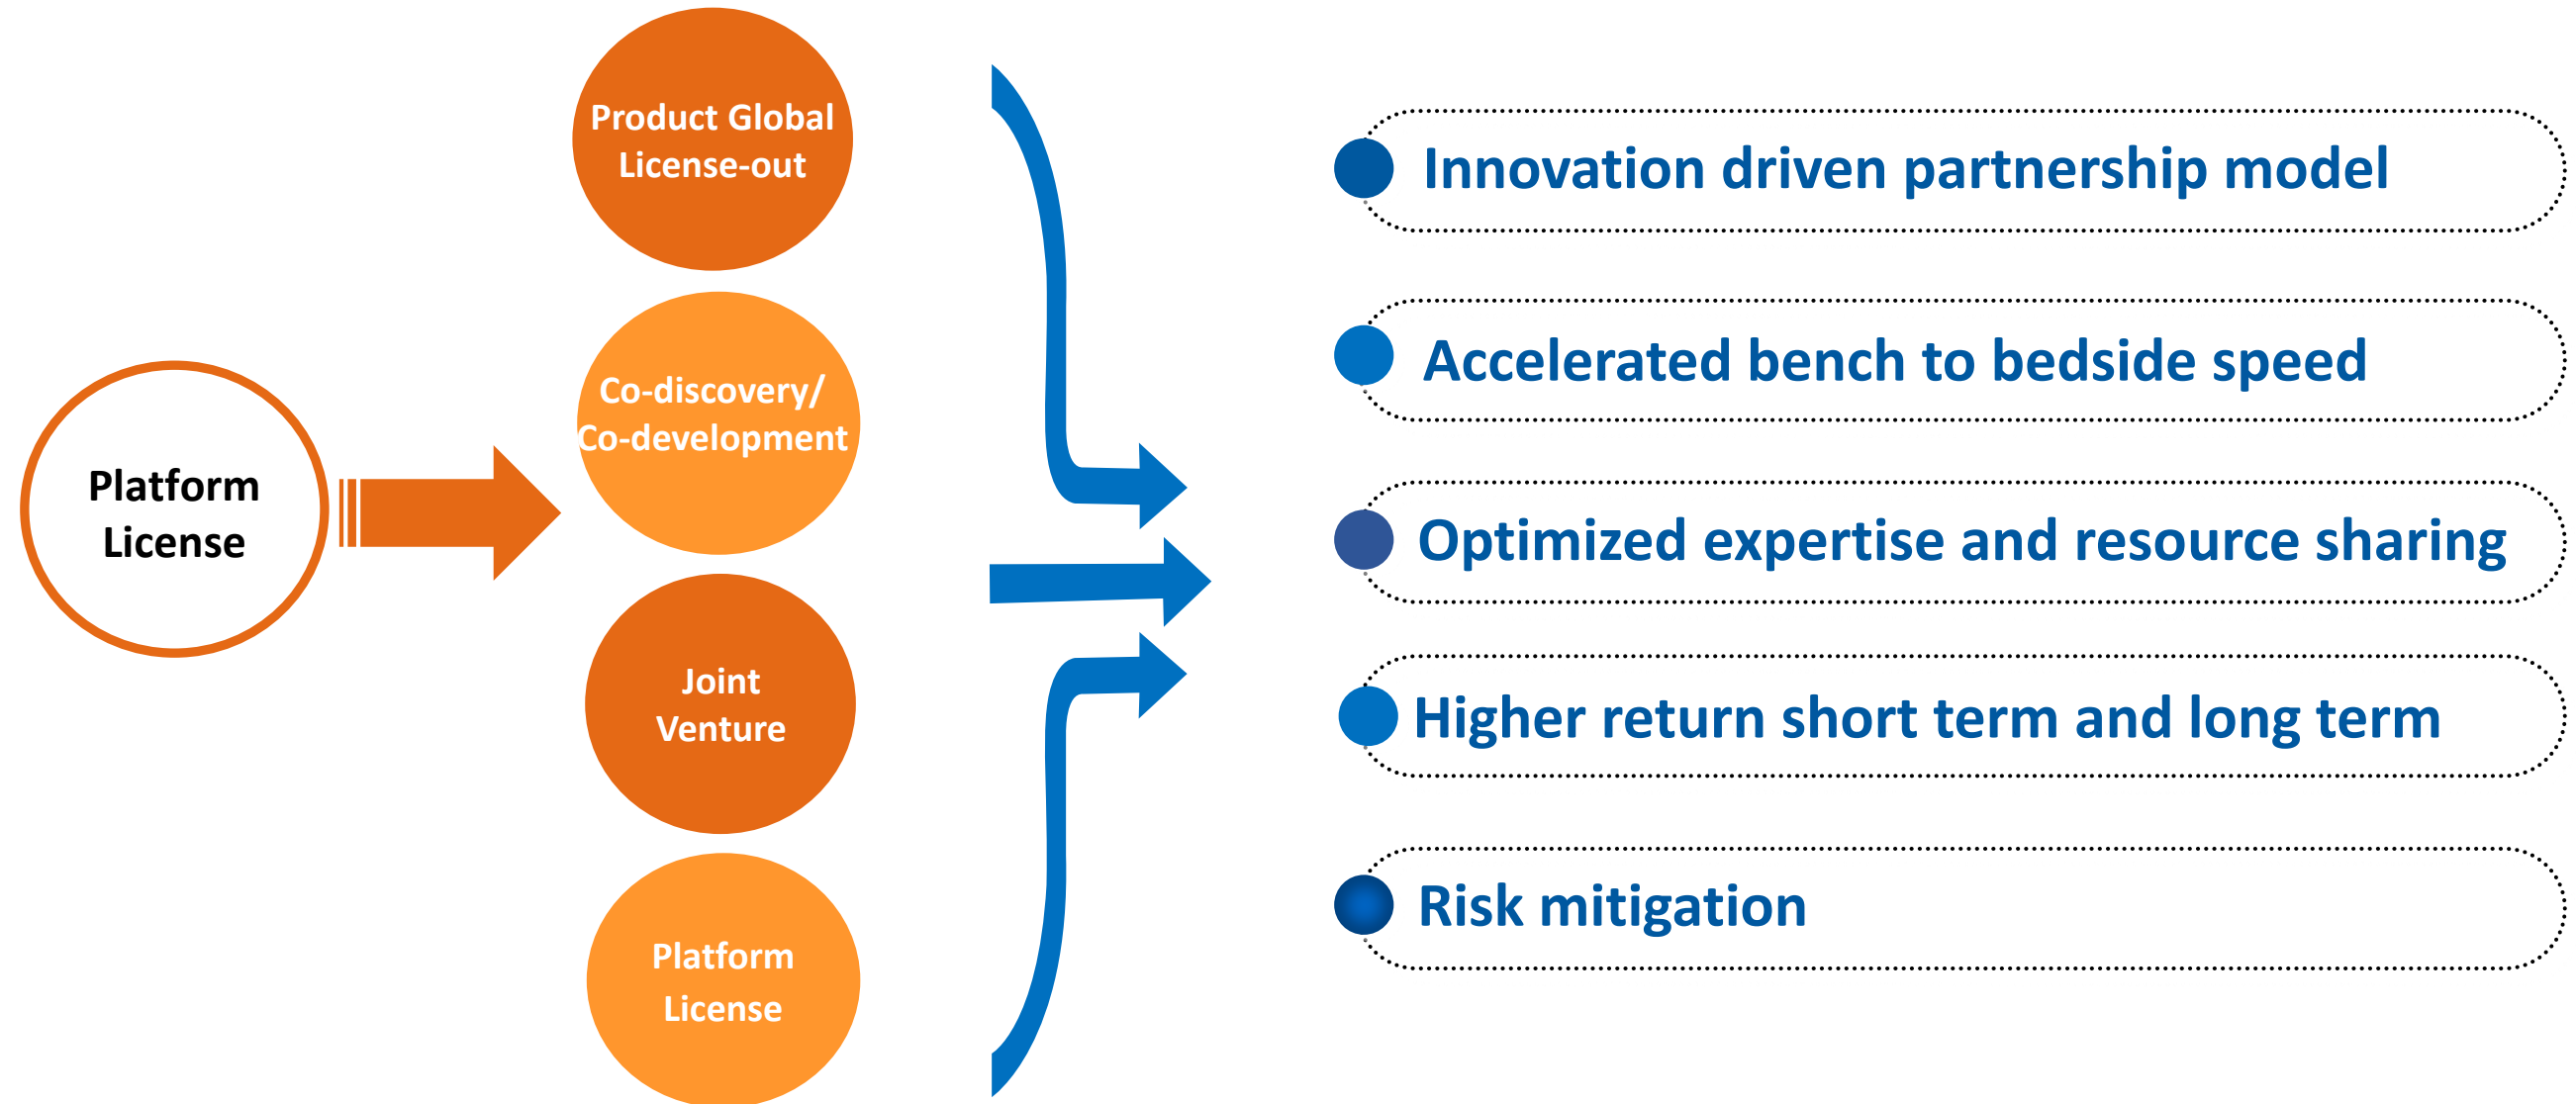 Platform
License
Product Global
License-out
Co-discovery/
Co-development
Joint
Venture
Platform
License
Innovation driven partnership model
Accelerated bench to bedside speed
Optimized expertise and resource sharing
Higher return short term and long term
Risk mitigation